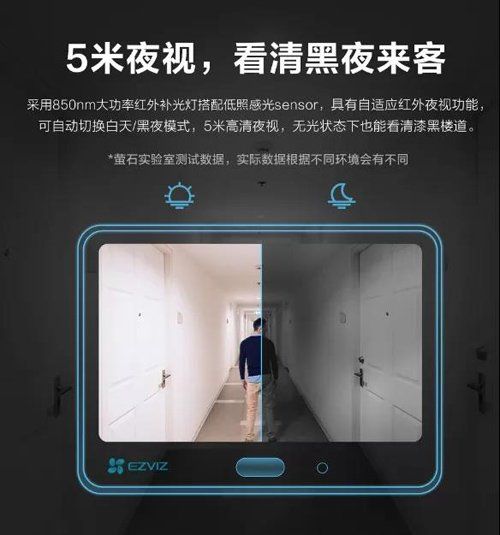 5米夜视，看清黑夜来客
采用850nm大功率红外补光灯搭配低照感光sensor，具有自适应红外夜视功能，
可自动切换白天/黑夜模式，5米高清夜视，无光状态下也能看清漆黑楼道。
*萤石实验室测试数据，实际数据根据不同环境会有不同
EZVIZ